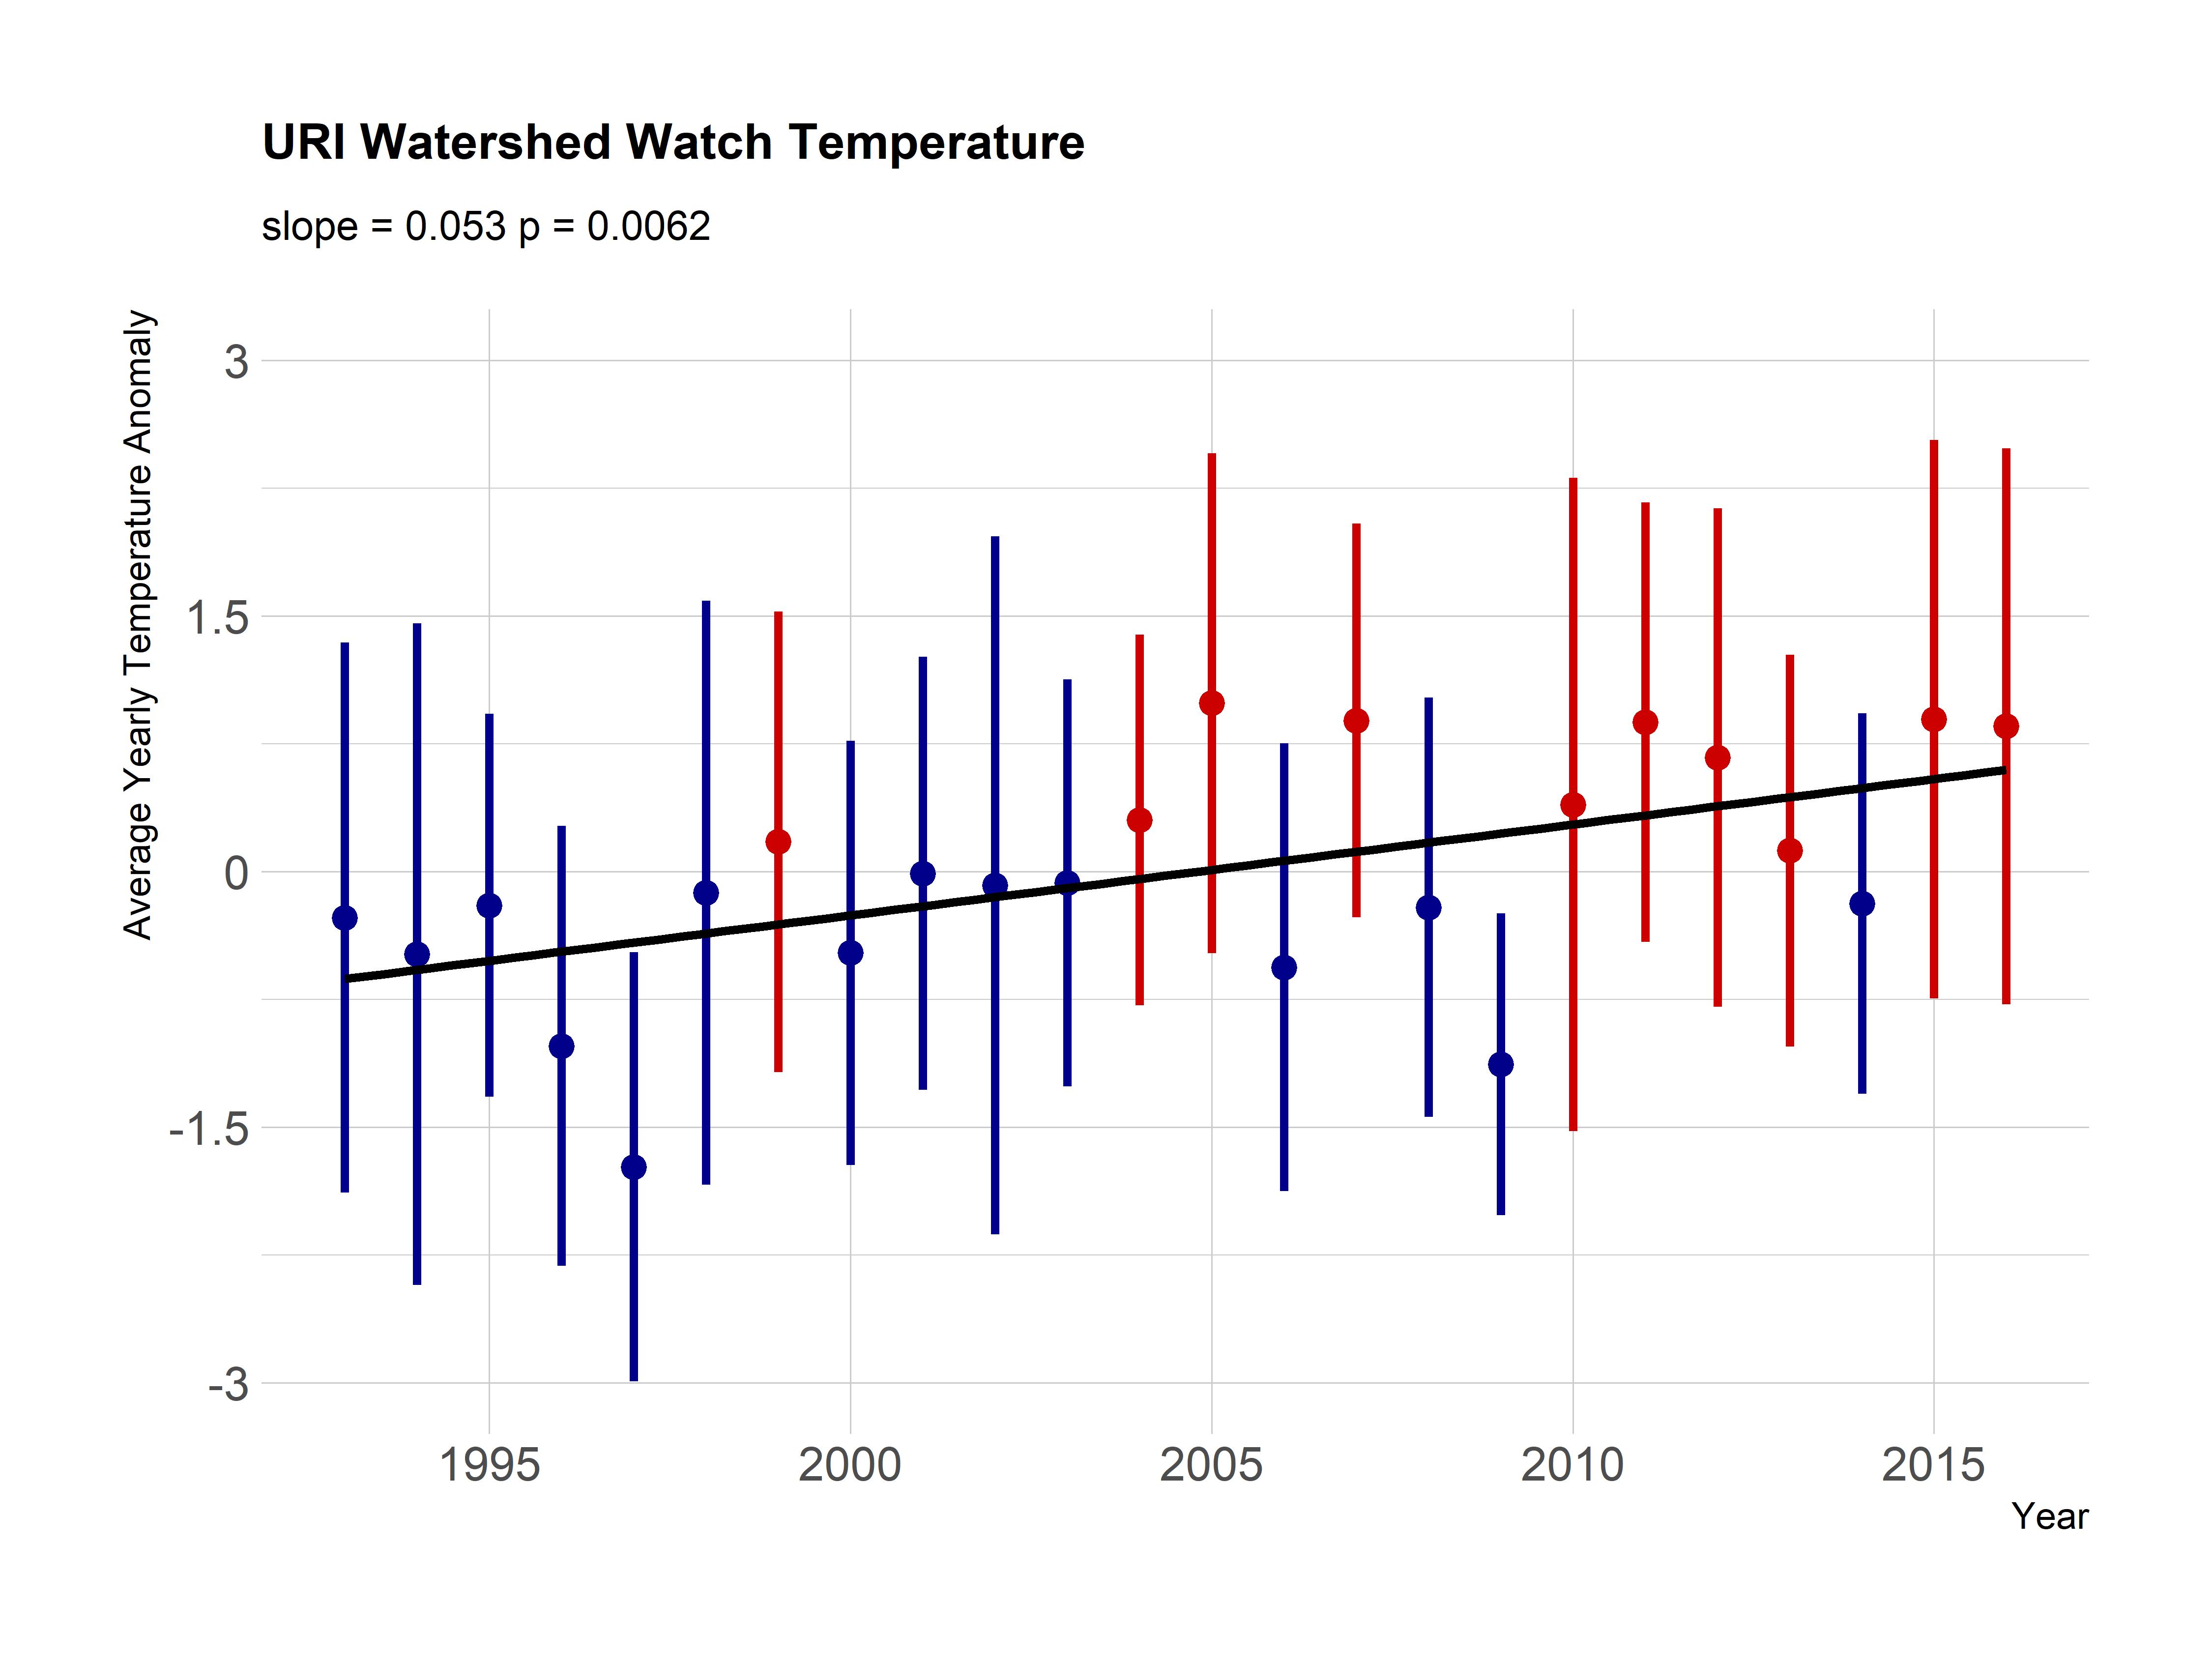 URI Watershed Watch Temperature
slope = 0.053 p = 0.0062
Average Yearly Temperature Anomaly
3
1.5
0
-1.5
-3
1995 2000 2005 2010 2015
Year